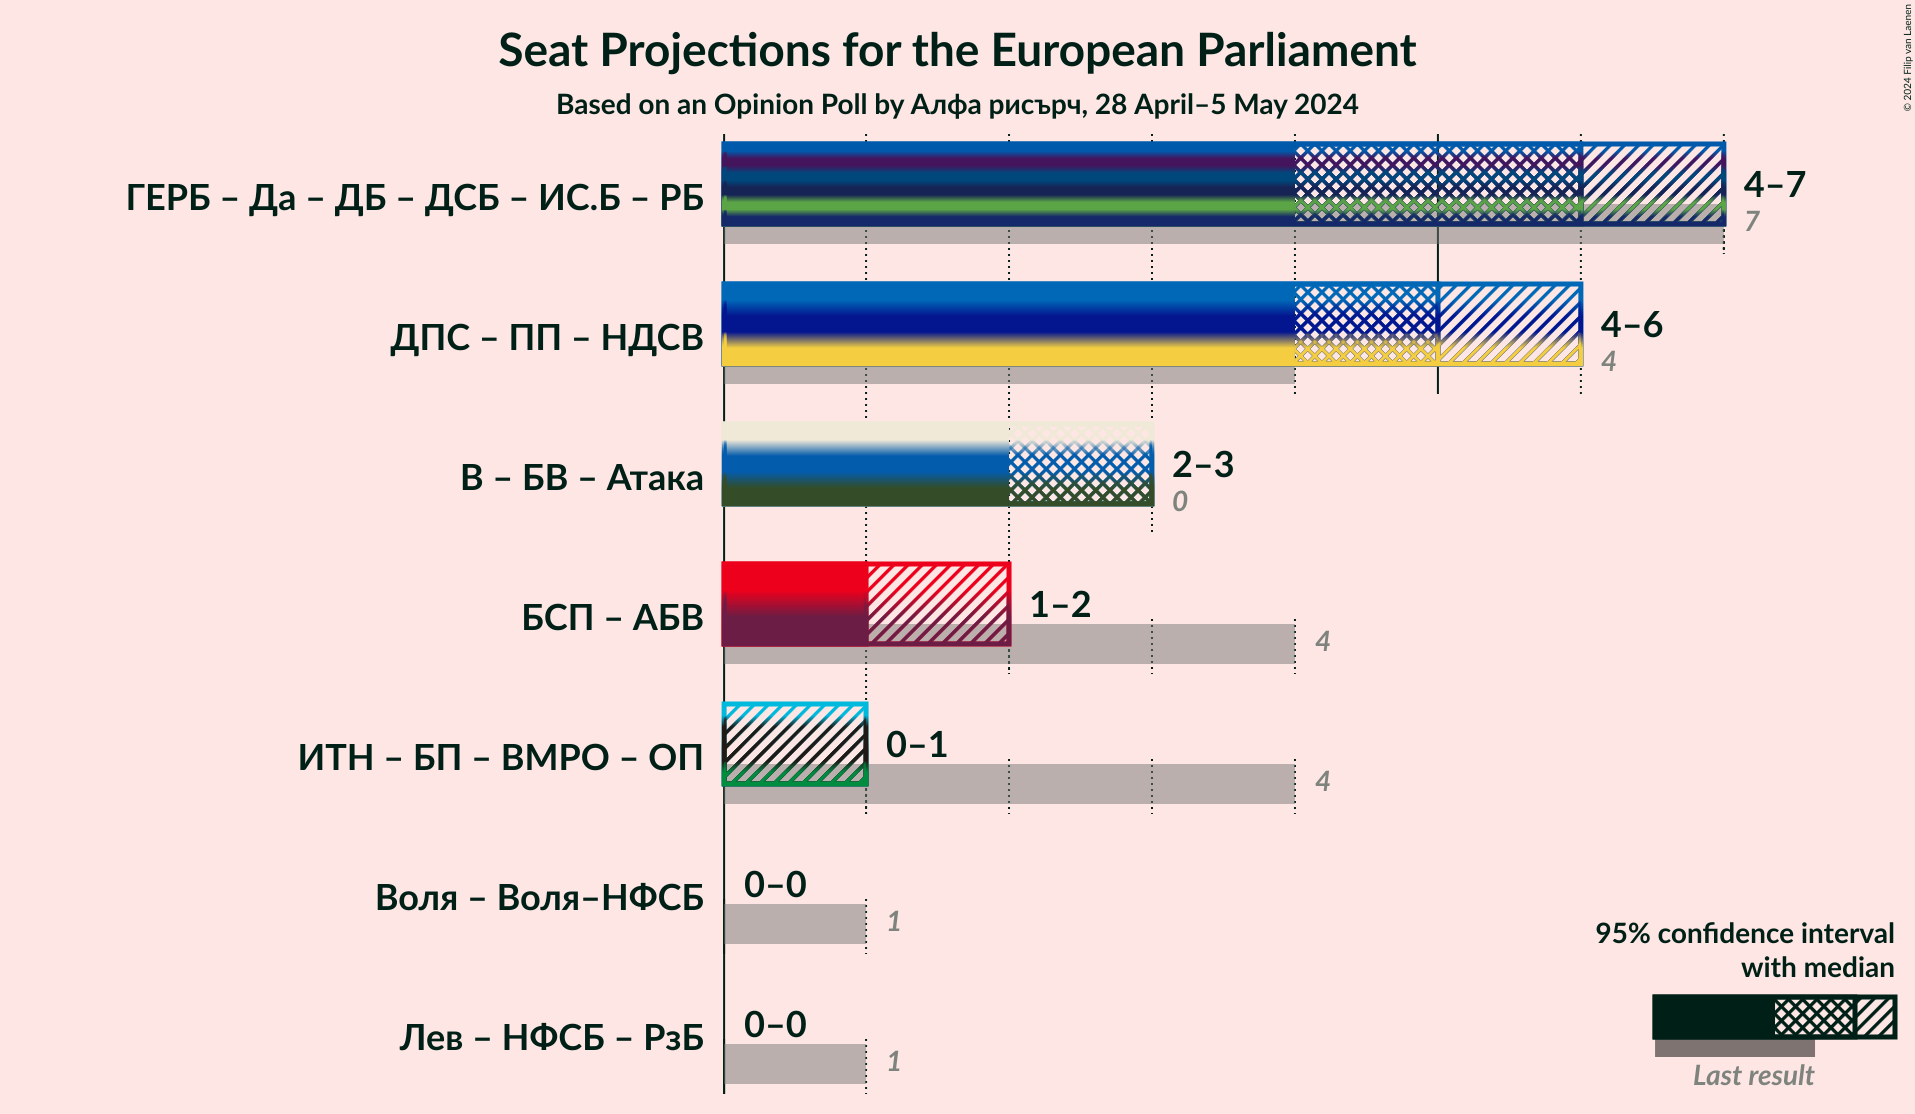 Seat Projections for the European Parliament
Based on an Opinion Poll by Алфа рисърч, 28 April–5 May 2024
© 2024 Filip van Laenen
ГЕРБ – Да – ДБ – ДСБ – ИС.Б – РБ
4–7
7
ДПС – ПП – НДСВ
4–6
4
В – БВ – Атака
2–3
0
БСП – АБВ
1–2
4
ИТН – БП – ВМРО – ОП
0–1
4
Воля – Воля–НФСБ
0–0
1
Лев – НФСБ – РзБ
0–0
1
95% confidence interval
with median
Last result